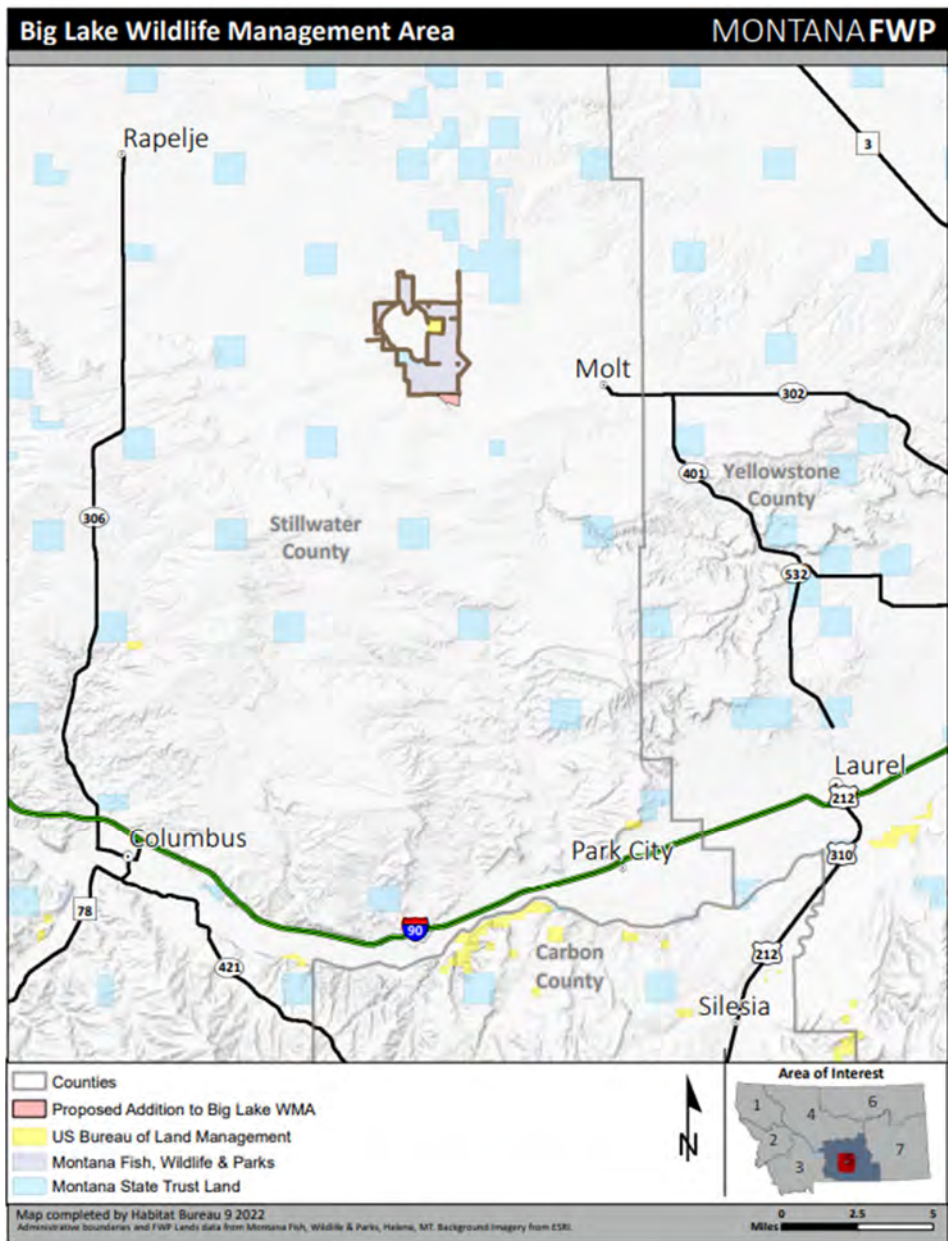 Big Lake Wildlife Management Area
MONTANA FWP
Rapelje
3
Molt
302
401
Yellowstone
County
306
Stillwater
County
532
Laurel
212
Columbus
Park City
310
78
90
421
Carbon
County
212
Silesia
Counties
Proposed Addition to Big Lake WMA
US Bureau of Land Management
Montana Fish, Wildlife & Parks
Montana State Trust Land
N
Area of Interest
1
4
6
2
7
3
Map completed by Habitat Bureau 9 2022
Administrative boundaries and FWP Lands data from Montana Fish, Wildlife & Parks, Helena, MT. Background Imagery from ESRI.
0 2.5 5
Miles